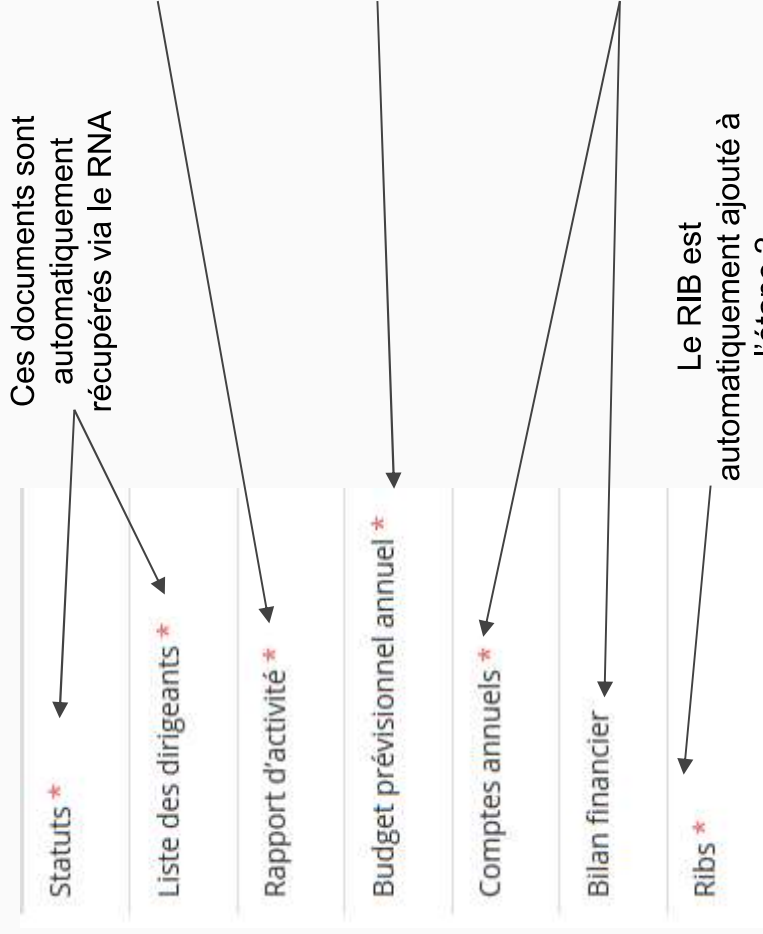 Statuts *
Liste des dirigeants *
Rapport d'activité *
Budget prévisionnel annuel *
Comptes annuels *
Bilan financier
Ribs *
Ces documents sont
automatiquement
récupérés via le RNA
Le RIB est
automatiquement ajouté à
l'étape